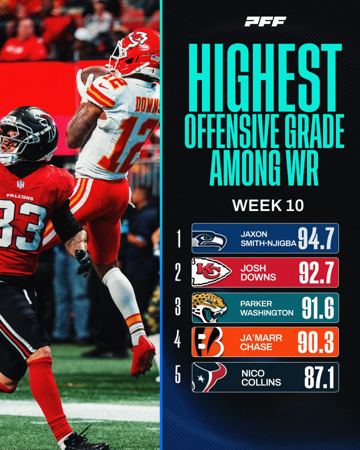 PFF
HIGHEST
OFFENSIVE GRADE
AMONG WR
WEEK 10
1 JAXON SMITH-NJIGBA 94.7
2 JOSH DOWNS 92.7
3 PARKER WASHINGTON 91.6
4 JA'MARR CHASE 90.3
5 NICO COLLINS 87.1
DOWNS
12
12
FALCONS
83